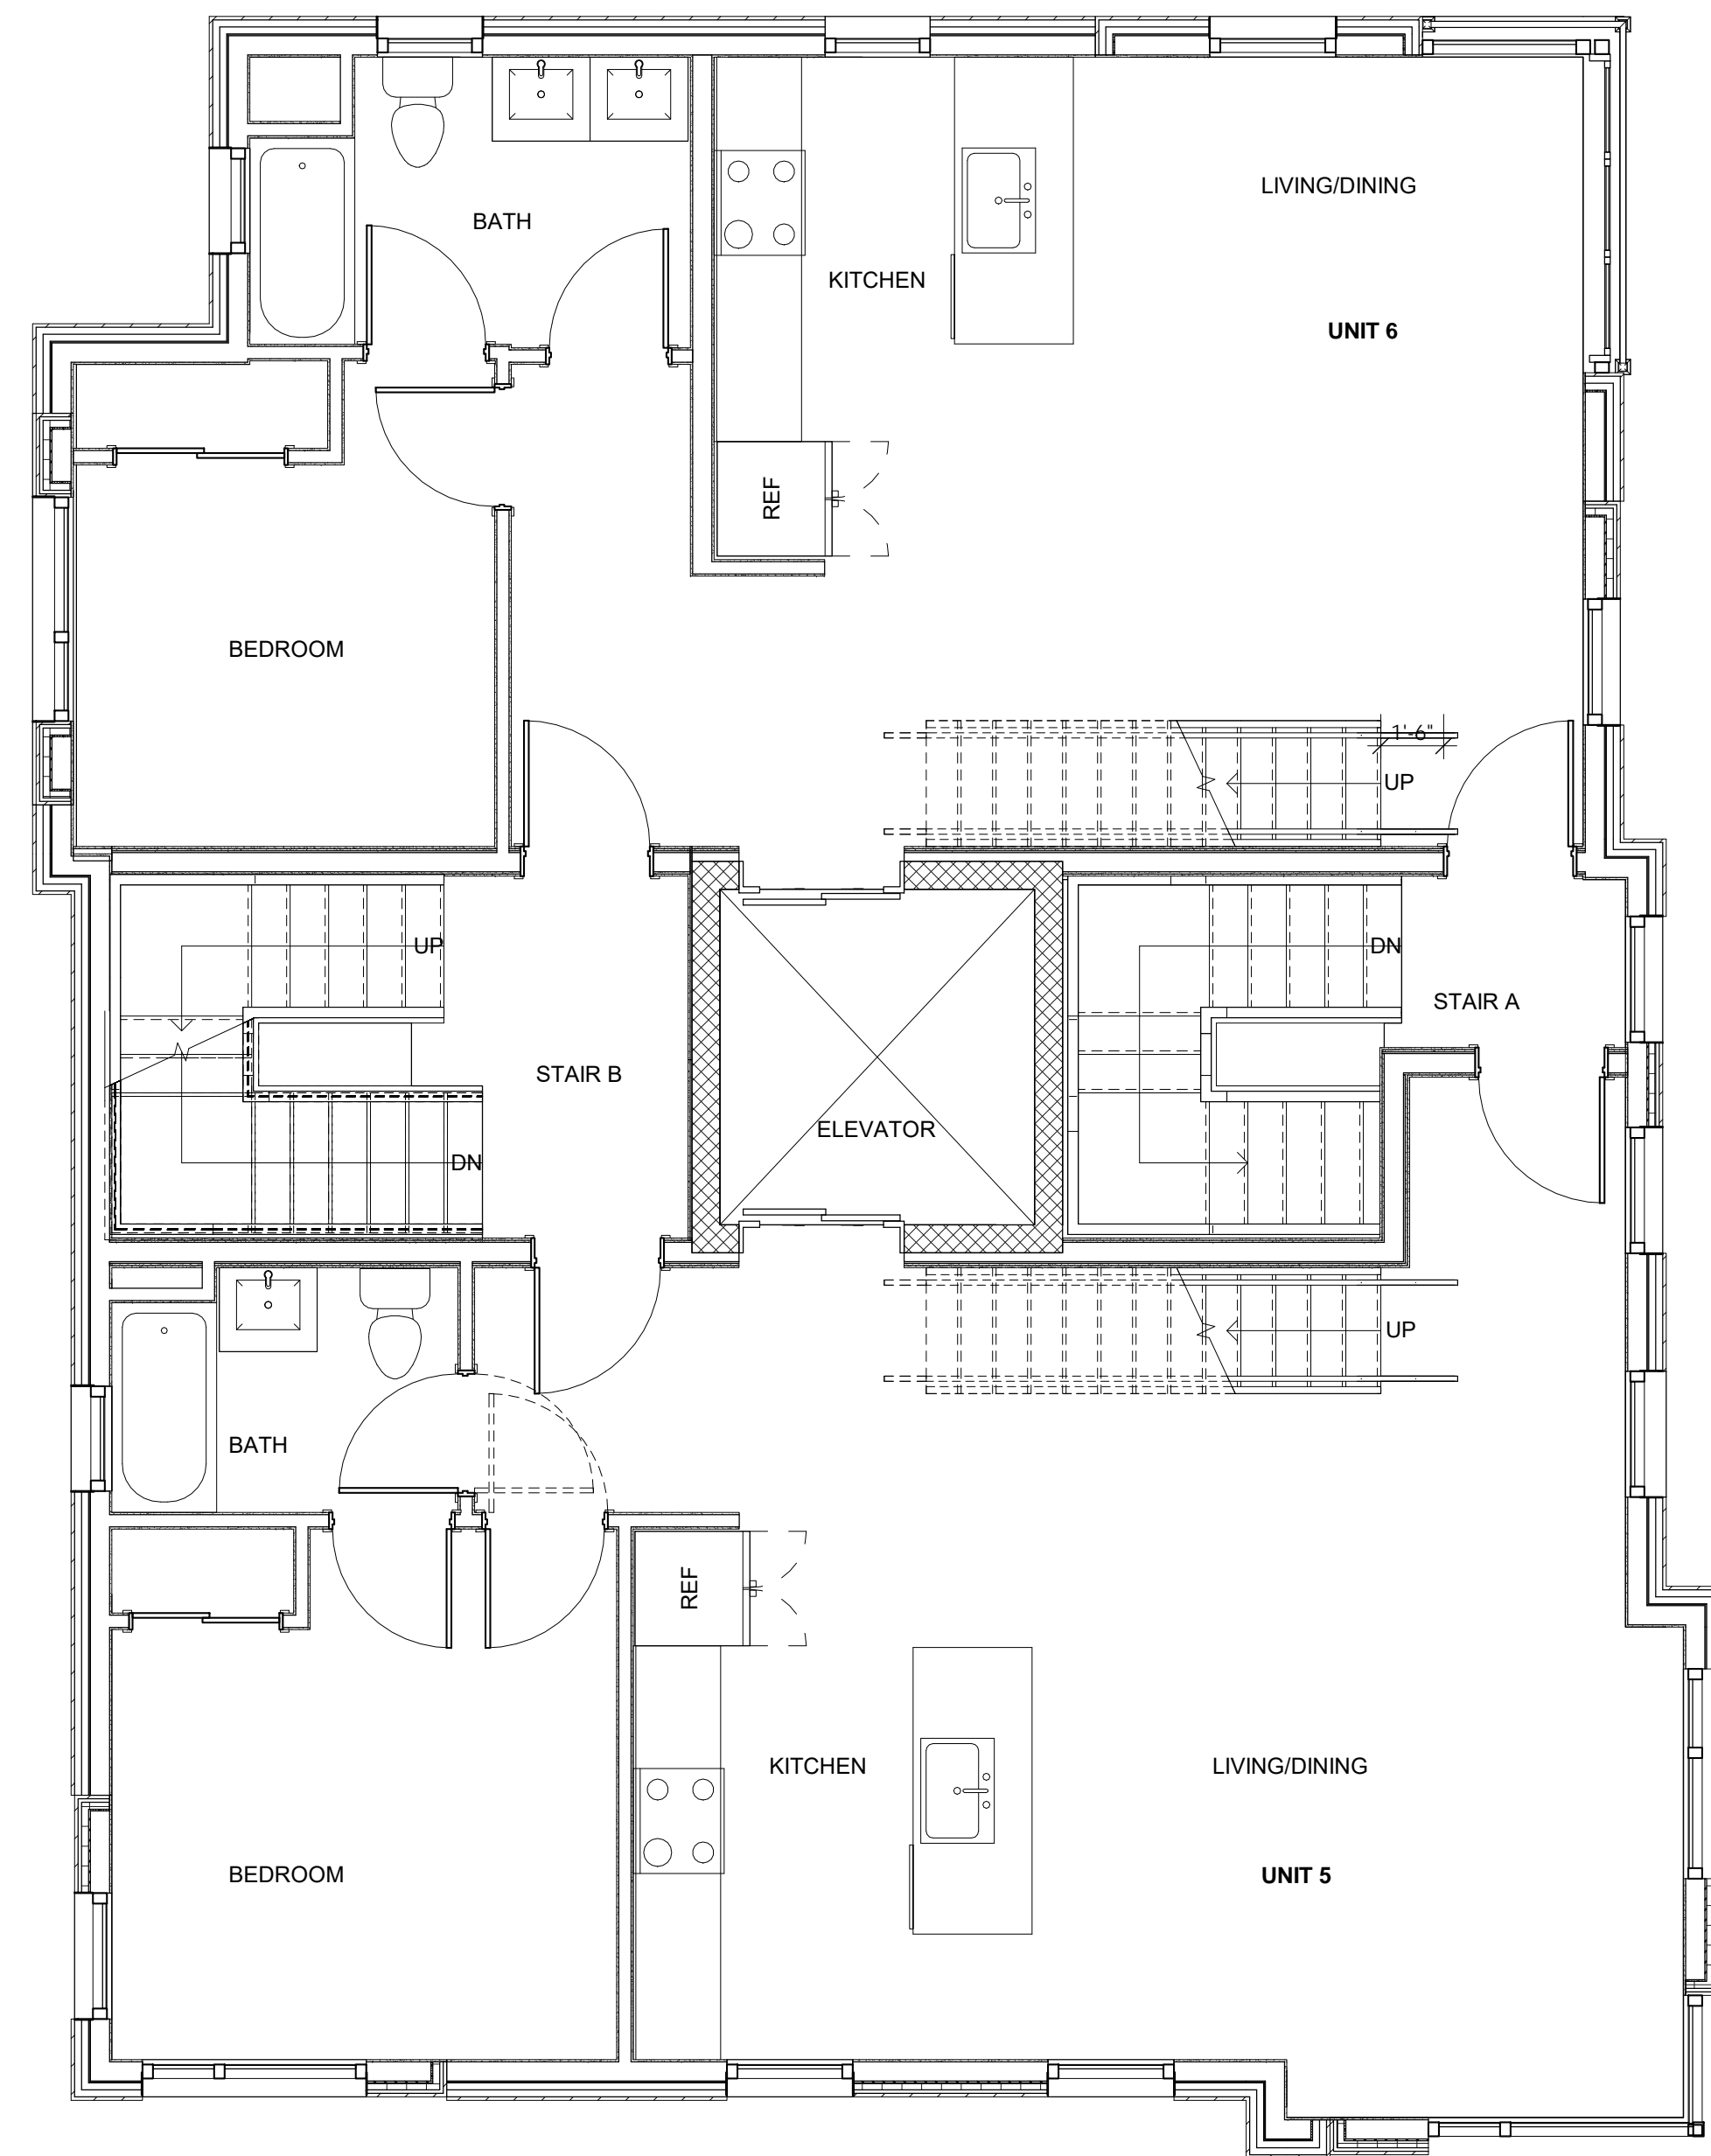 BATH
LIVING/DINING
KITCHEN
UNIT 6
REF
BEDROOM
1'-6"
UP
UP
DN
STAIR A
STAIR B
ELEVATOR
DN
UP
BATH
REF
KITCHEN
LIVING/DINING
BEDROOM
UNIT 5